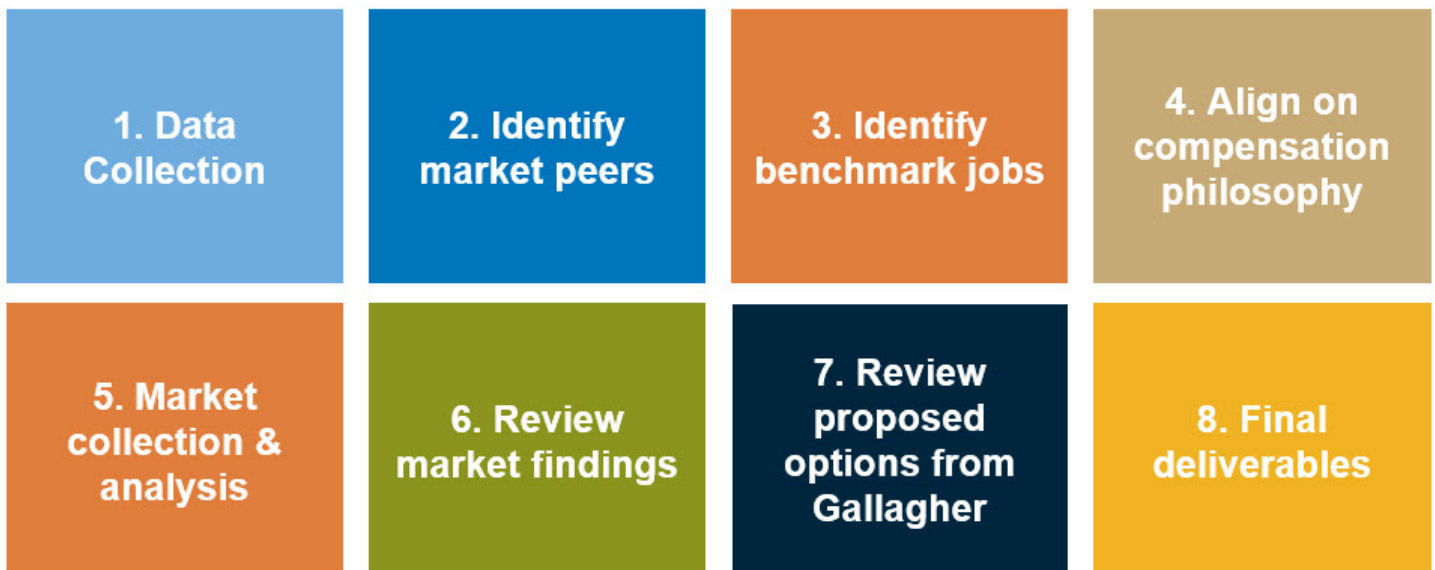 1. Data
Collection
2. Identify
market peers
3. Identify
benchmark jobs
4. Align on
compensation
philosophy
5. Market
collection &
analysis
6. Review
market findings
7. Review
proposed
options from
Gallagher
8. Final
deliverables